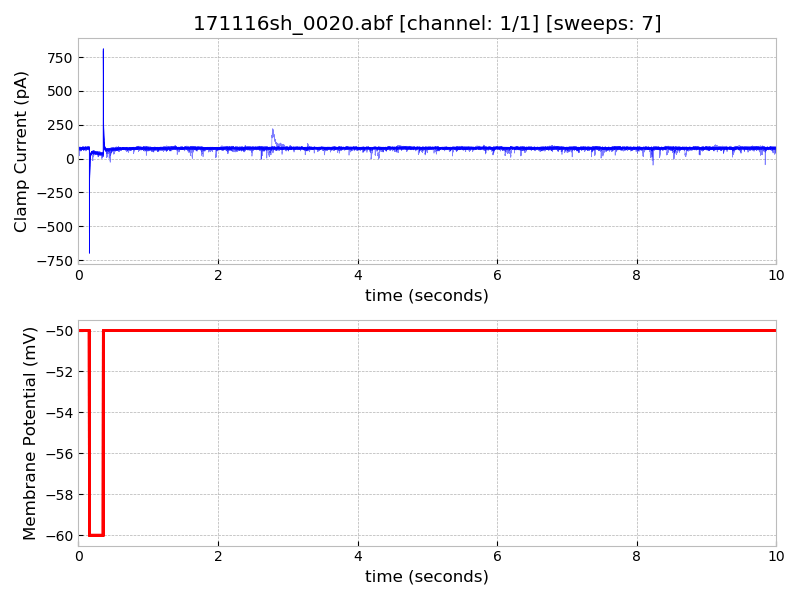 171116sh_0020.abf [channel: 1/1] [sweeps: 7]
Clamp Current (pA)
750
500
250
0
−250
−500
−750
0 2 4 6 8 10
time (seconds)
Membrane Potential (mV)
−50
−52
−54
−56
−58
−60
0 2 4 6 8 10
time (seconds)